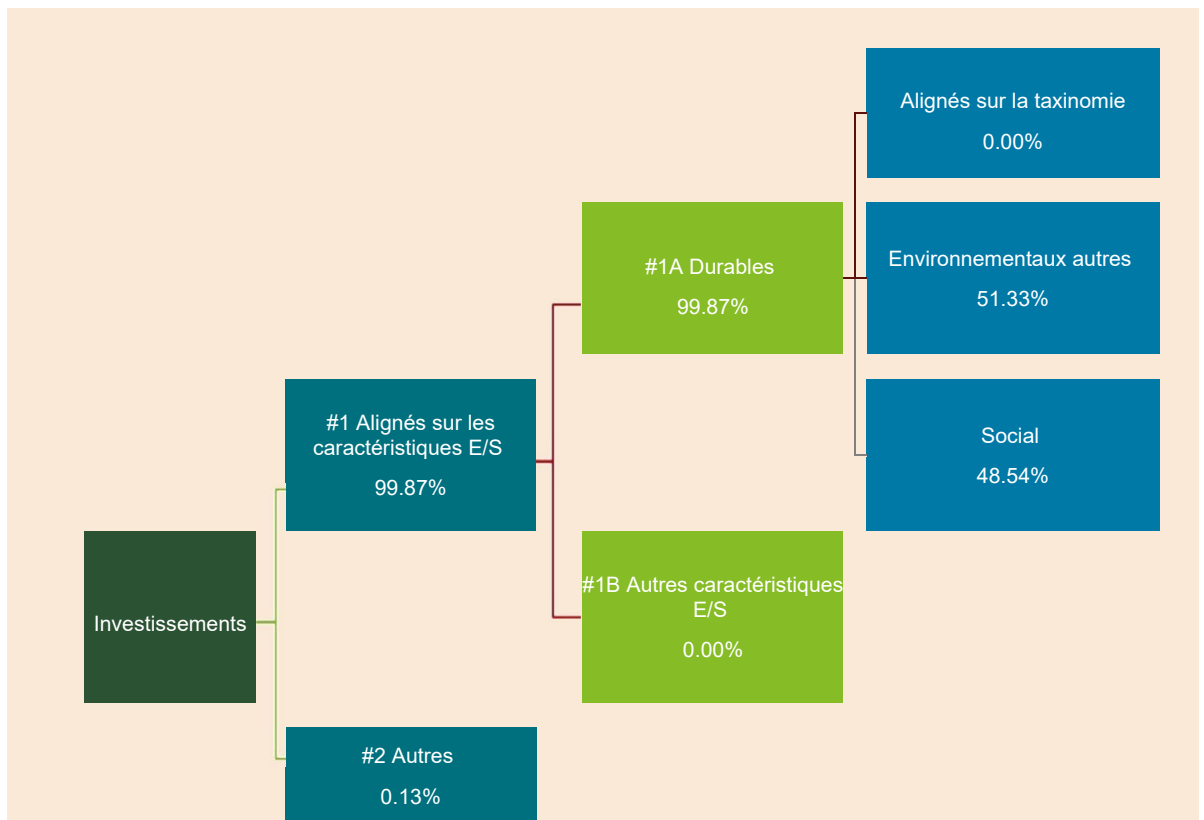 Alignés sur la taxinomie
0.00%
#1A Durables
99.87%
Environnementaux autres
51.33%
#1 Alignés sur les
caractéristiques E/S
99.87%
Social
48.54%
Investissements
#1B Autres caractéristiques
E/S
0.00%
#2 Autres
0.13%